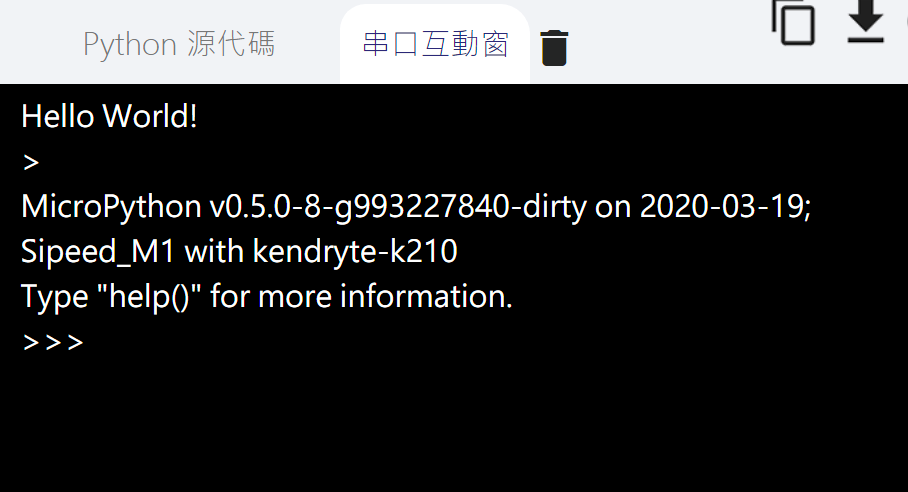 Python 源代碼
串口互動窗
Hello World!
>
MicroPython v0.5.0-8-g993227840-dirty on 2020-03-19;
Sipeed_M1 with kendryte-k210
Type "help()" for more information.
>>>